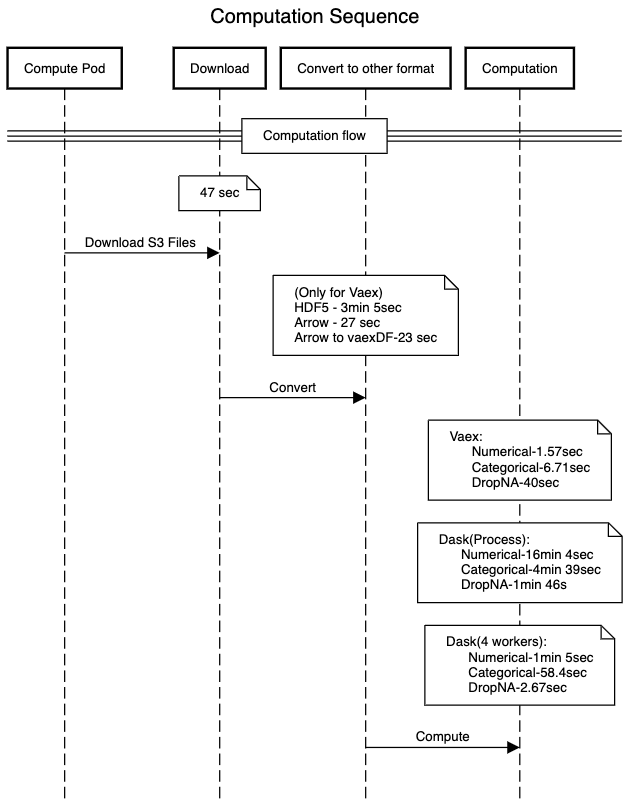 Computation Sequence
Compute Pod
Download
Convert to other format
Computation
Computation flow
47 sec
Download S3 Files
(Only for Vaex)
HDF5 - 3min 5sec
Arrow - 27 sec
Arrow to vaexDF-23 sec
Convert
Vaex:
Numerical-1.57sec
Categorical-6.71sec
DropNA-40sec
Dask(Process):
Numerical-16min 4sec
Categorical-4min 39sec
DropNA-1min 46s
Dask(4 workers):
Numerical-1min 5sec
Categorical-58.4sec
DropNA-2.67sec
Compute